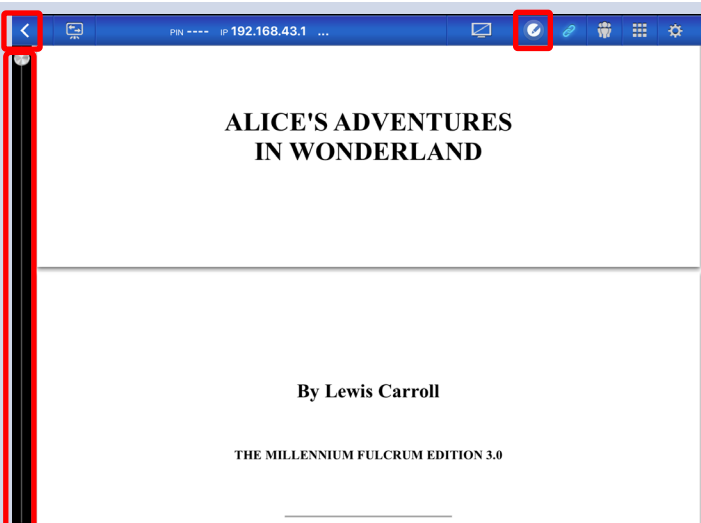 PIN ---- IP 192.168.43.1 ...
ALICE'S ADVENTURES
IN WONDERLAND
By Lewis Carroll
THE MILLENNIUM FULCRUM EDITION 3.0